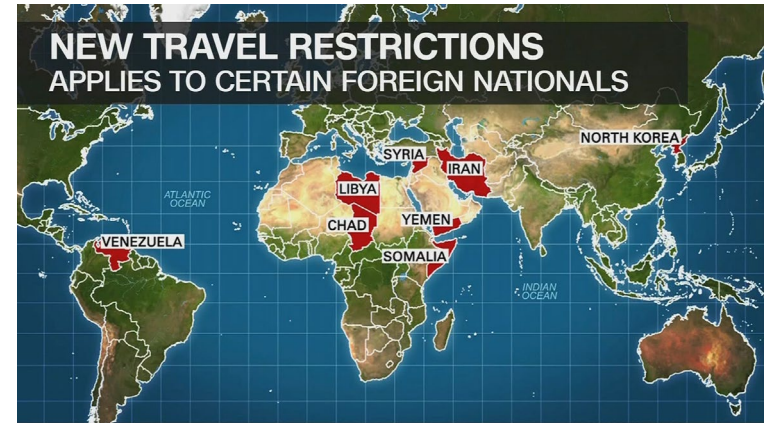 NEW TRAVEL RESTRICTIONS
APPLIES TO CERTAIN FOREIGN NATIONALS
NORTH KOREA
SYRIA
IRAN
LIBYA
ATLANTIC
OCEAN
CHAD
YEMEN
VENEZUELA
SOMALIA
INDIAN
OCEAN